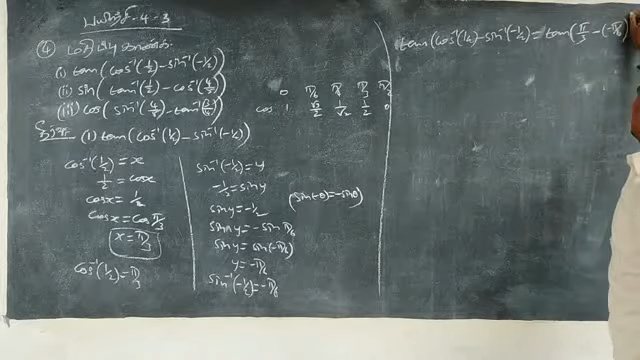 பயிற்சி - 4.3
④ மதிப்பு காண்க.
(i) tan(cos⁻¹(1/2) - sin⁻¹(-1/2))
(ii) sin(tan⁻¹(1/2) - cos⁻¹(4/5))
(iii) cos(sin⁻¹(4/5) - tan⁻¹(3/4))
தீர்வு (i) tan(cos⁻¹(1/2) - sin⁻¹(-1/2))
0 π/6 π/4 π/3 π/2
cos 1 √3/2 1/√2 1/2 0
cos⁻¹(1/2) = x
1/2 = cosx
cosx = 1/2
cosx = cos π/3
x = π/3
cos⁻¹(1/2) = π/3
sin⁻¹(-1/2) = y
-1/2 = sin y
sin y = -1/2
(sin(-θ) = -sinθ)
sin y = -sin π/6
sin y = sin(-π/6)
y = -π/6
sin⁻¹(-1/2) = -π/6
tan(cos⁻¹(1/2) - sin⁻¹(-1/2)) = tan(π/3 - (-π/6)